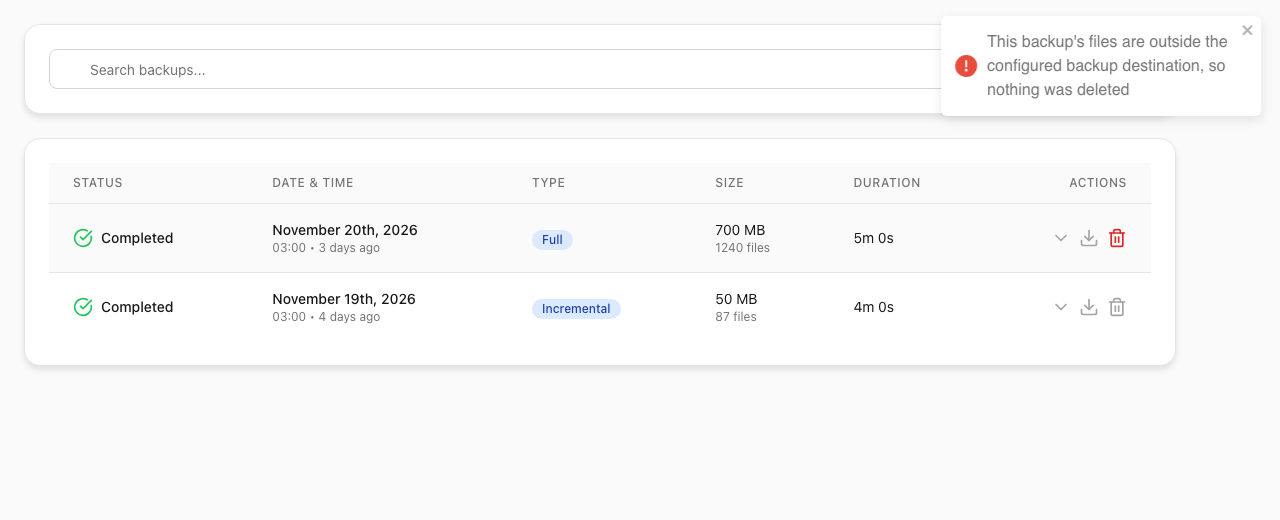 This backup's files are outside the
configured backup destination, so
nothing was deleted
Search backups...
STATUS DATE & TIME TYPE SIZE DURATION ACTIONS
Completed November 20th, 2026 Full 700 MB 5m 0s
03:00 • 3 days ago 1240 files
Completed November 19th, 2026 Incremental 50 MB 4m 0s
03:00 • 4 days ago 87 files